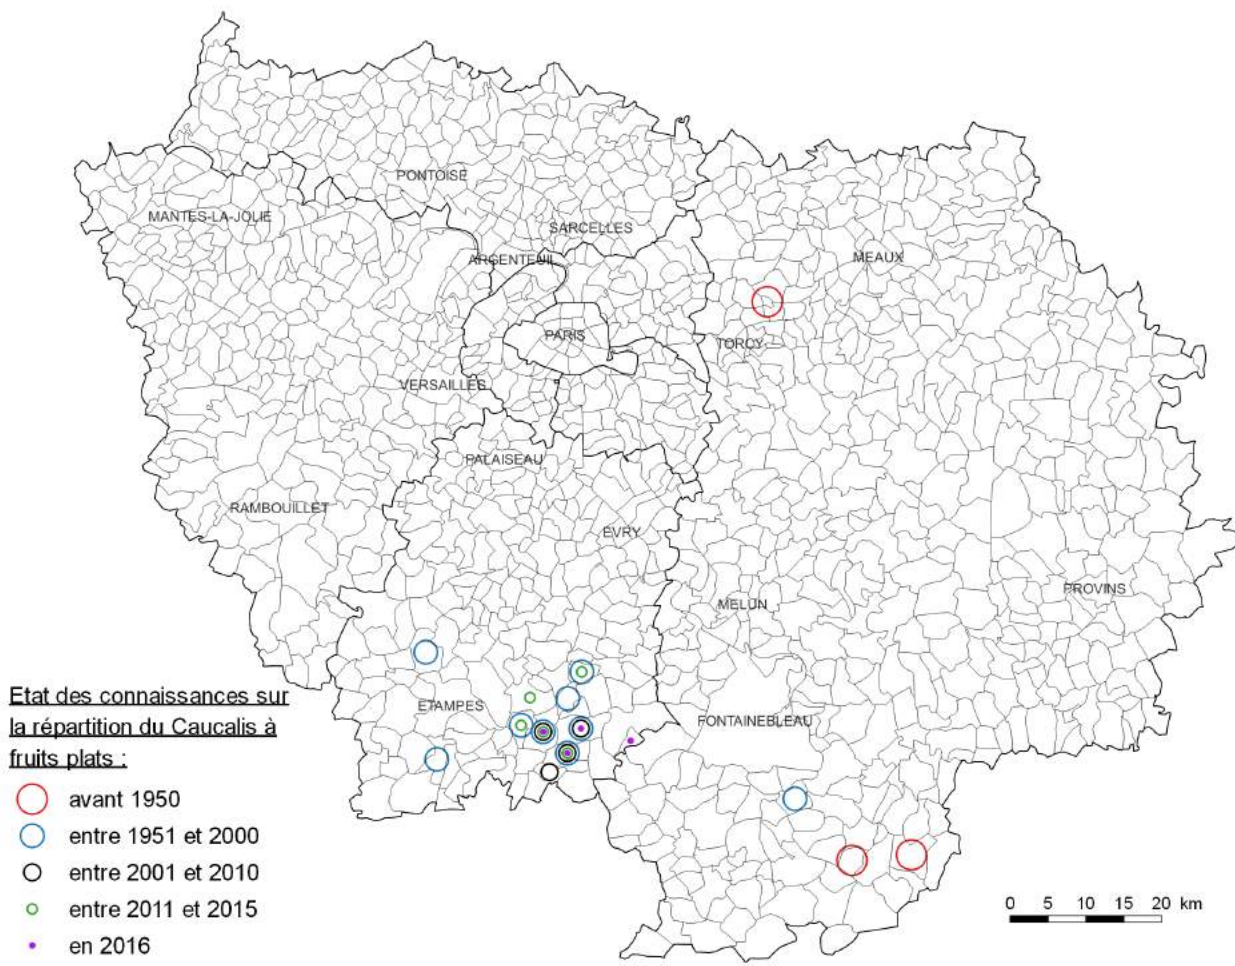 PONTOISE
MANTES-LA-JOLIE
SARCELLES
ARGENTEUIL
MEAUX
PARIS
TORCY
VERSAILLES
PALAISEAU
RAMBOUILLET
EVRY
PROVINS
MELUN
ETAMPES
FONTAINEBLEAU
Etat des connaissances sur
la répartition du Caucalis à
fruits plats :
avant 1950
entre 1951 et 2000
entre 2001 et 2010
entre 2011 et 2015
en 2016
0 5 10 15 20 km